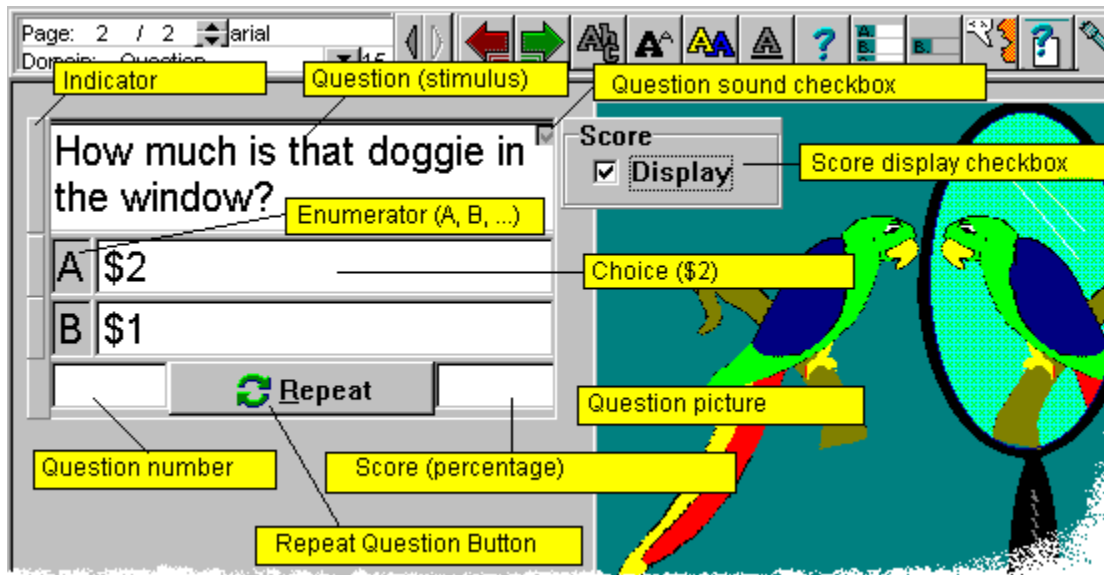 Page: 2 / 2 arial
Domain: Question 15
Abc A A A A A ? A. B. B. ?
Indicator
Question (stimulus)
Question sound checkbox
How much is that doggie in
the window?
Score
Display
Score display checkbox
Enumerator (A, B, ...)
A $2
Choice ($2)
B $1
Repeat
Question picture
Question number
Score (percentage)
Repeat Question Button